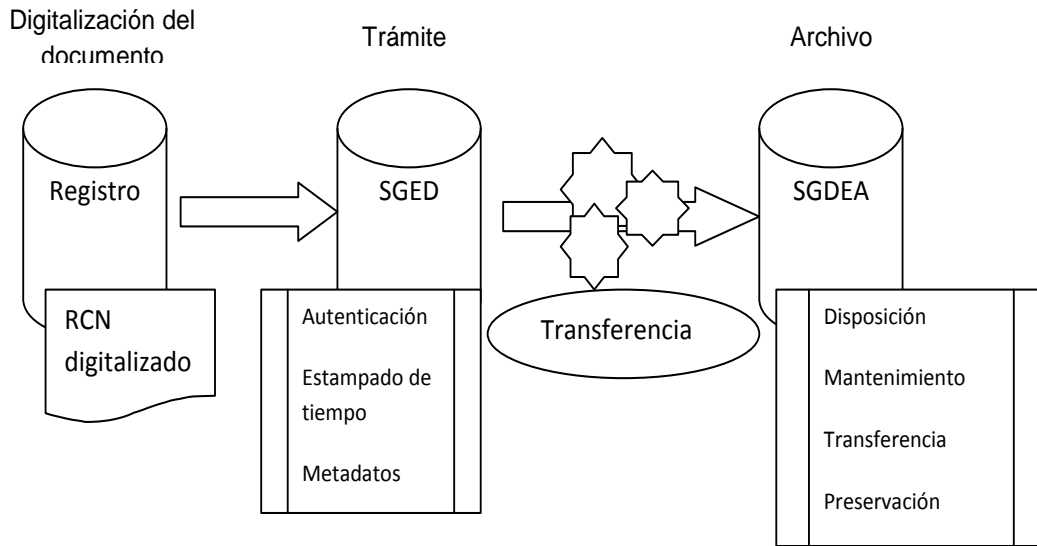 Digitalización del
documento
Trámite
Archivo
Registro
SGED
SGDEA
RCN
digitalizado
Autenticación
Estampado de
tiempo
Metadatos
Transferencia
Disposición
Mantenimiento
Transferencia
Preservación